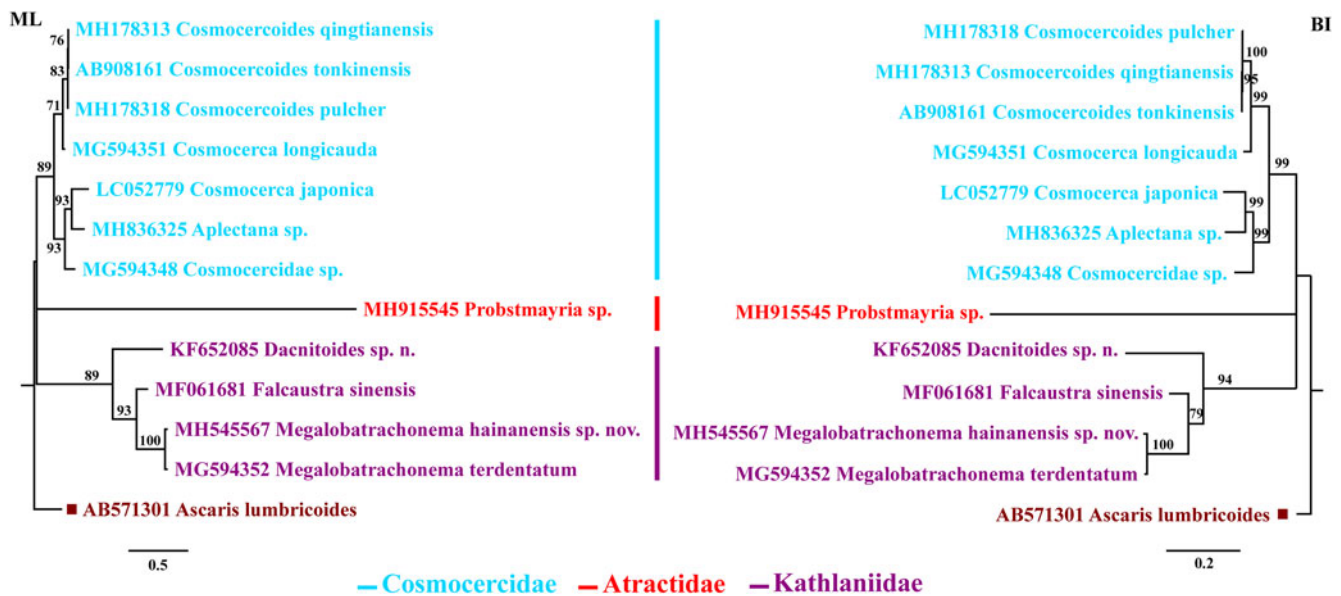 ML
76
MH178313 Cosmocercoides qingtianensis
83
AB908161 Cosmocercoides tonkinensis
71
MH178318 Cosmocercoides pulcher
MG594351 Cosmocerca longicauda
89
93
LC052779 Cosmocerca japonica
MH836325 Aplectana sp.
93
MG594348 Cosmocercidae sp.
MH915545 Probstmayria sp.
KF652085 Dacnitoides sp. n.
89
MF061681 Falcaustra sinensis
93
MH545567 Megalobatrachonema hainanensis sp. nov.
100
MG594352 Megalobatrachonema terdentatum
AB571301 Ascaris lumbricoides
0.5
BI
MH178318 Cosmocercoides pulcher
100
MH178313 Cosmocercoides qingtianensis
95
99
AB908161 Cosmocercoides tonkinensis
MG594351 Cosmocerca longicauda
99
LC052779 Cosmocerca japonica
99
MH836325 Aplectana sp.
99
MG594348 Cosmocercidae sp.
MH915545 Probstmayria sp.
KF652085 Dacnitoides sp. n.
94
MF061681 Falcaustra sinensis
79
MH545567 Megalobatrachonema hainanensis sp. nov.
100
MG594352 Megalobatrachonema terdentatum
AB571301 Ascaris lumbricoides
0.2
Cosmocercidae Atractidae Kathlaniidae